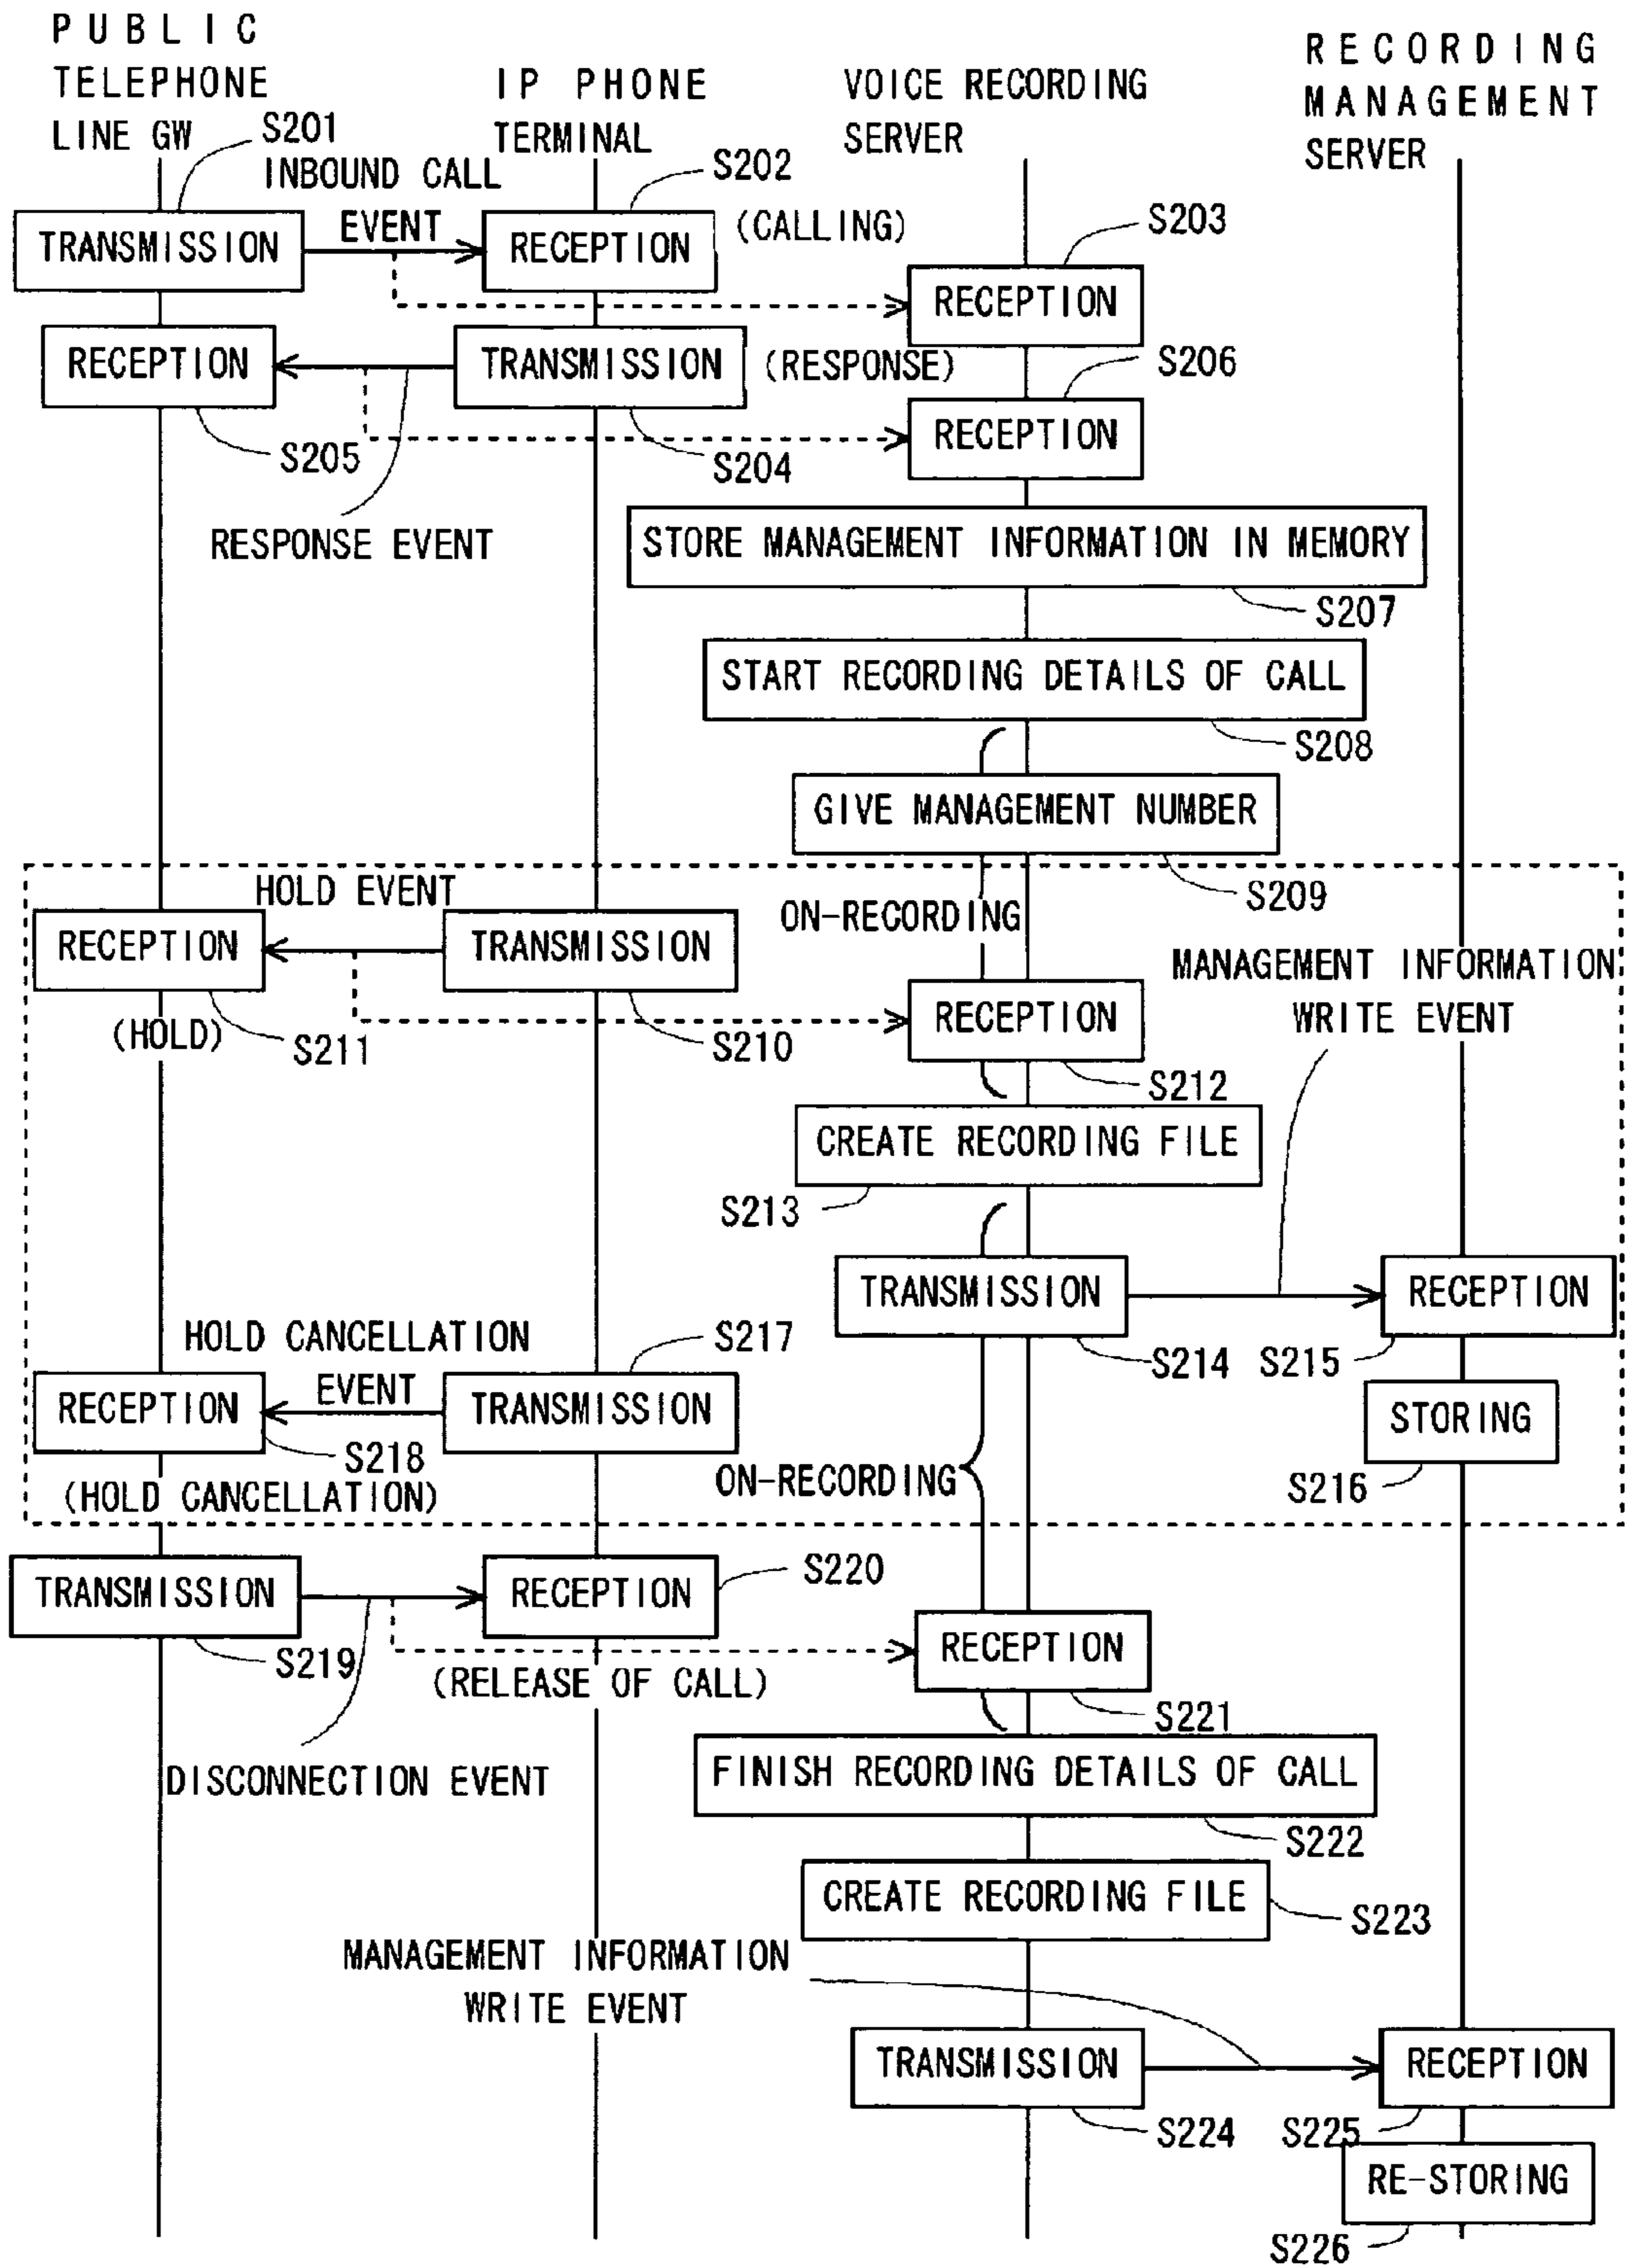 PUBLIC
TELEPHONE
LINE GW
IP PHONE
TERMINAL
VOICE RECORDING
SERVER
RECORDING
MANAGEMENT
SERVER
S201
INBOUND CALL
EVENT
S202
(CALLING)
TRANSMISSION
RECEPTION
S203
RECEPTION
RECEPTION
TRANSMISSION
(RESPONSE)
S206
RECEPTION
S205
S204
RESPONSE EVENT
STORE MANAGEMENT INFORMATION IN MEMORY
S207
START RECORDING DETAILS OF CALL
S208
GIVE MANAGEMENT NUMBER
S209
HOLD EVENT
ON-RECORDING
RECEPTION
TRANSMISSION
MANAGEMENT INFORMATION
WRITE EVENT
(HOLD)
S211
S210
RECEPTION
S212
CREATE RECORDING FILE
S213
TRANSMISSION
RECEPTION
S214
S215
HOLD CANCELLATION
EVENT
S217
RECEPTION
TRANSMISSION
STORING
S218
(HOLD CANCELLATION)
ON-RECORDING
S216
TRANSMISSION
RECEPTION
S220
S219
(RELEASE OF CALL)
RECEPTION
S221
DISCONNECTION EVENT
FINISH RECORDING DETAILS OF CALL
S222
CREATE RECORDING FILE
S223
MANAGEMENT INFORMATION
WRITE EVENT
TRANSMISSION
RECEPTION
S224
S225
RE-STORING
S226